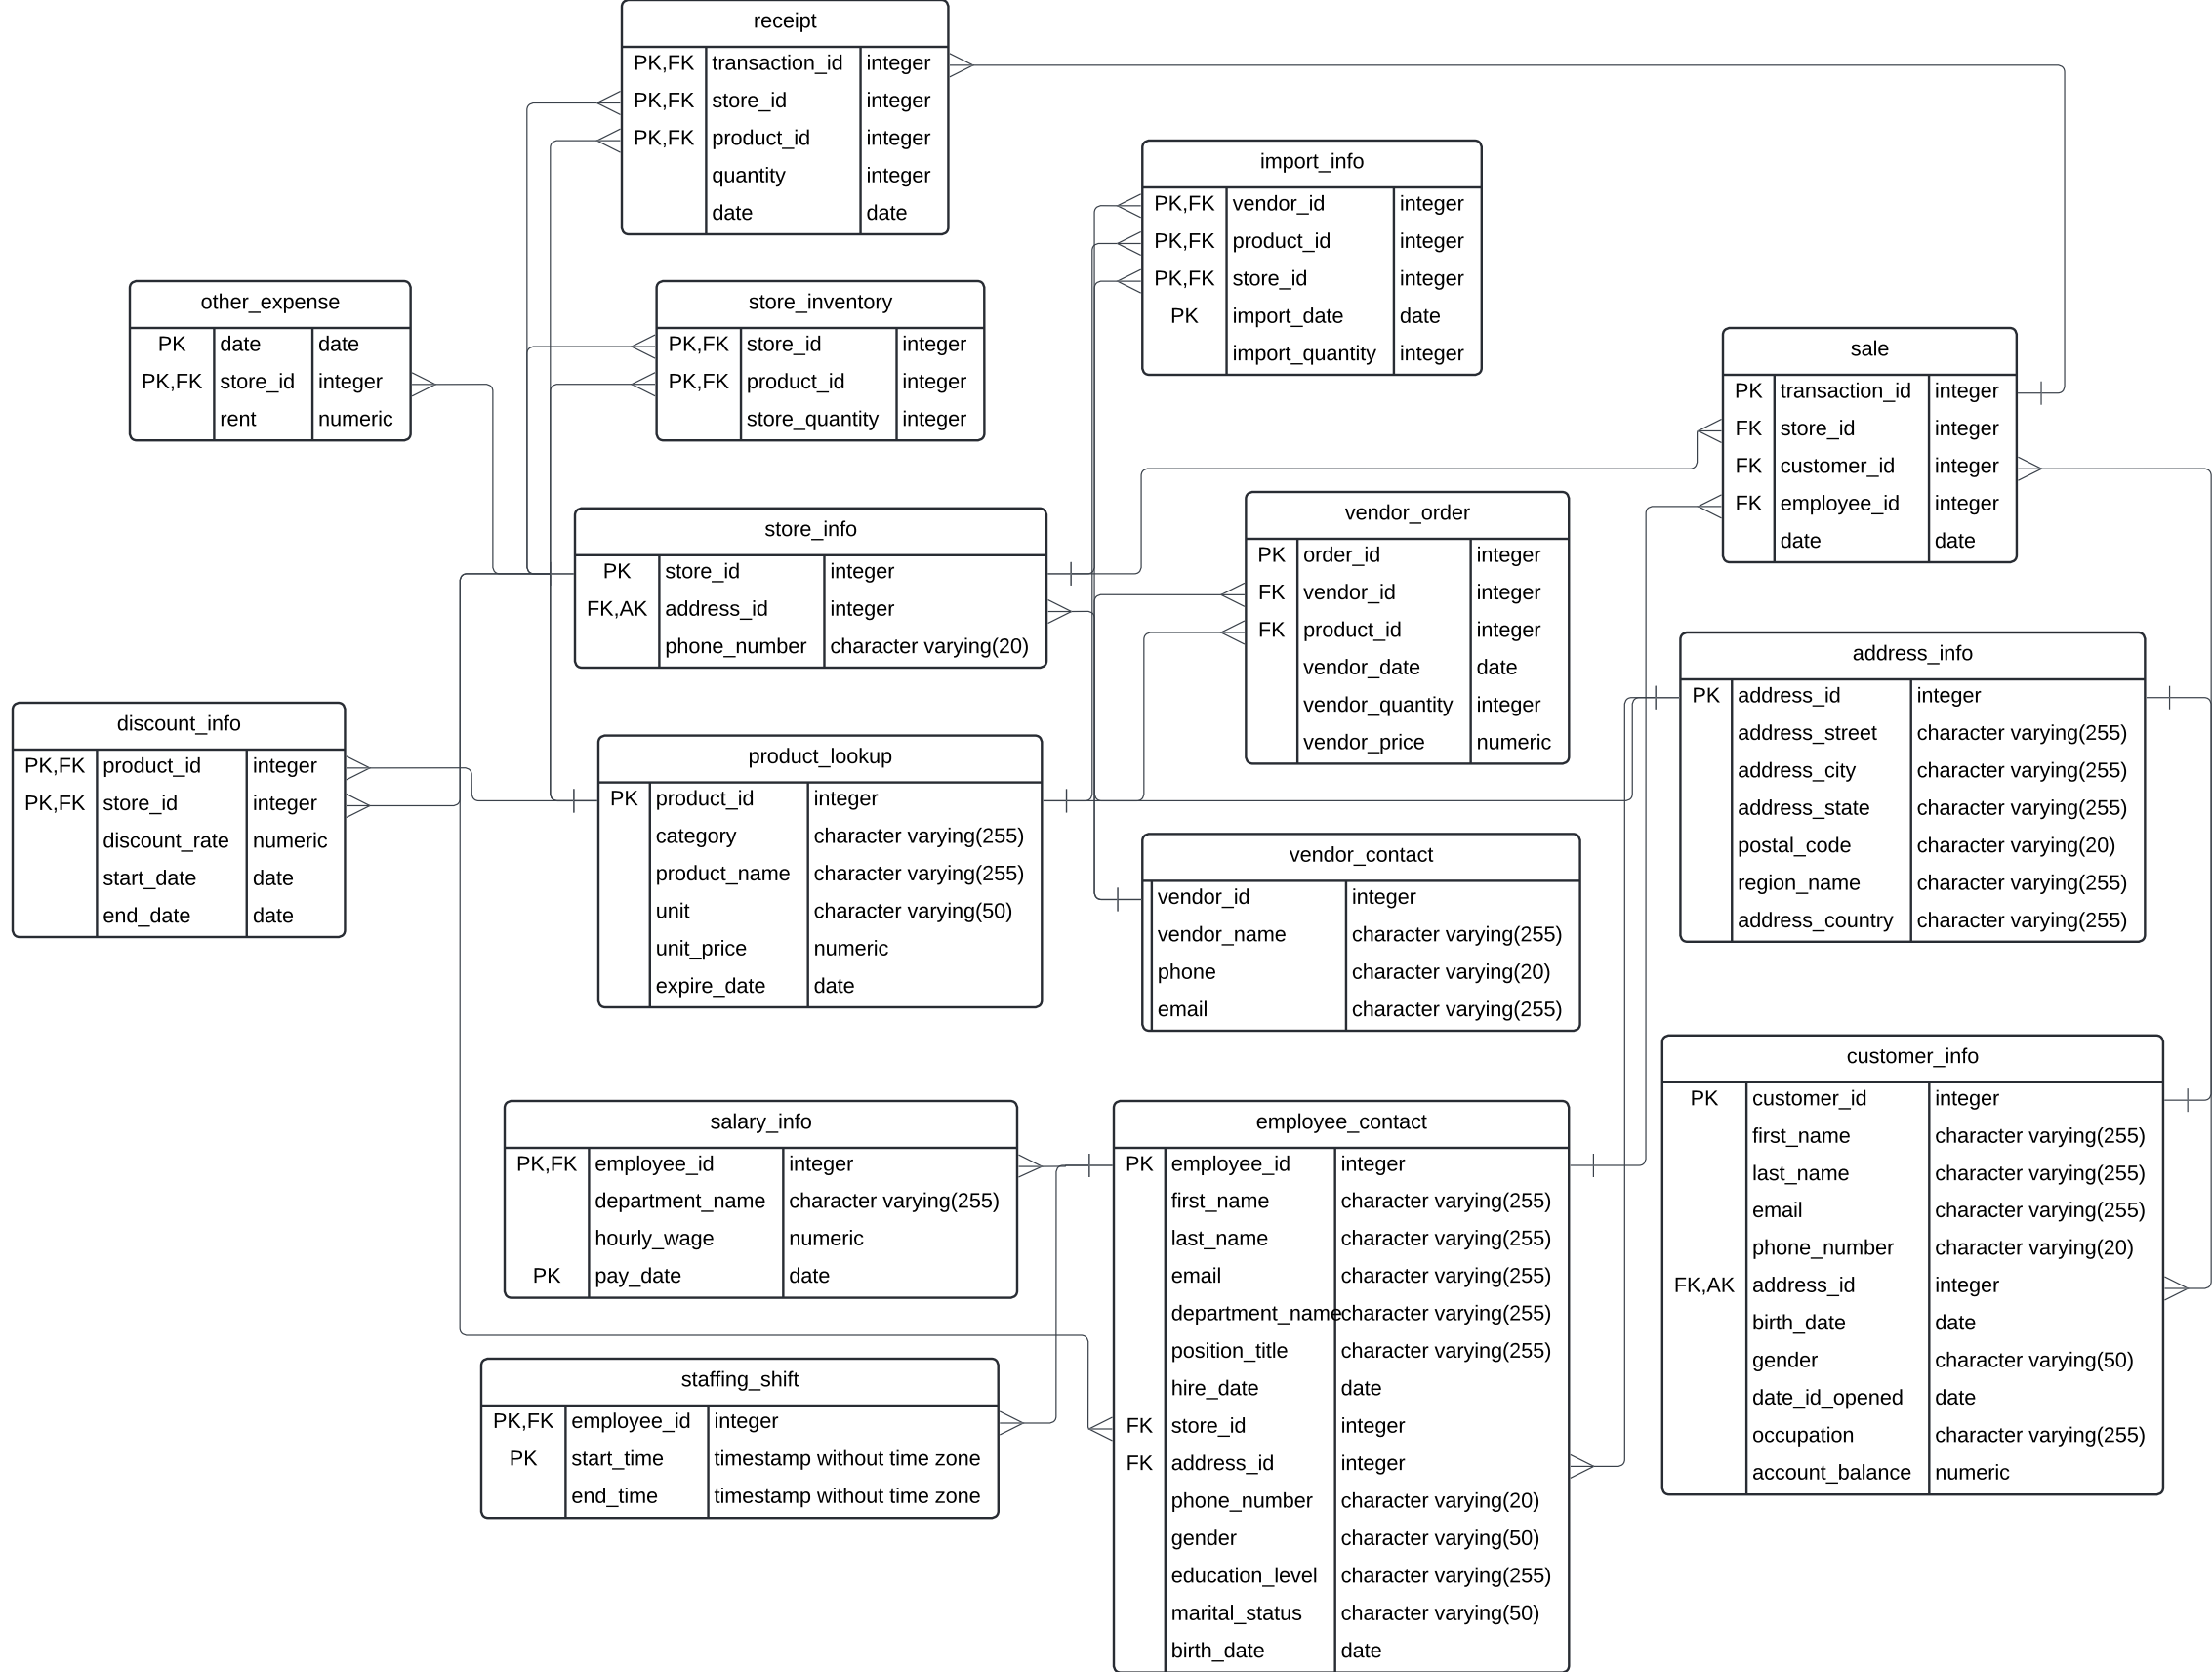 receipt
PK,FK transaction_id integer
PK,FK store_id integer
PK,FK product_id integer
quantity integer
date date
import_info
PK,FK vendor_id integer
PK,FK product_id integer
PK,FK store_id integer
PK import_date date
import_quantity integer
other_expense
PK date date
PK,FK store_id integer
rent numeric
store_inventory
PK,FK store_id integer
PK,FK product_id integer
store_quantity integer
sale
PK transaction_id integer
FK store_id integer
FK customer_id integer
FK employee_id integer
date date
store_info
PK store_id integer
FK,AK address_id integer
phone_number character varying(20)
vendor_order
PK order_id integer
FK vendor_id integer
FK product_id integer
vendor_date date
vendor_quantity integer
vendor_price numeric
address_info
PK address_id integer
address_street character varying(255)
address_city character varying(255)
address_state character varying(255)
postal_code character varying(20)
region_name character varying(255)
address_country character varying(255)
discount_info
PK,FK product_id integer
PK,FK store_id integer
discount_rate numeric
start_date date
end_date date
product_lookup
PK product_id integer
category character varying(255)
product_name character varying(255)
unit character varying(50)
unit_price numeric
expire_date date
vendor_contact
vendor_id integer
vendor_name character varying(255)
phone character varying(20)
email character varying(255)
customer_info
PK customer_id integer
first_name character varying(255)
last_name character varying(255)
email character varying(255)
phone_number character varying(20)
FK,AK address_id integer
birth_date date
gender character varying(50)
date_id_opened date
occupation character varying(255)
account_balance numeric
salary_info
PK,FK employee_id integer
department_name character varying(255)
hourly_wage numeric
PK pay_date date
employee_contact
PK employee_id integer
first_name character varying(255)
last_name character varying(255)
email character varying(255)
department_name character varying(255)
position_title character varying(255)
hire_date date
FK store_id integer
FK address_id integer
phone_number character varying(20)
gender character varying(50)
education_level character varying(255)
marital_status character varying(50)
birth_date date
staffing_shift
PK,FK employee_id integer
PK start_time timestamp without time zone
end_time timestamp without time zone